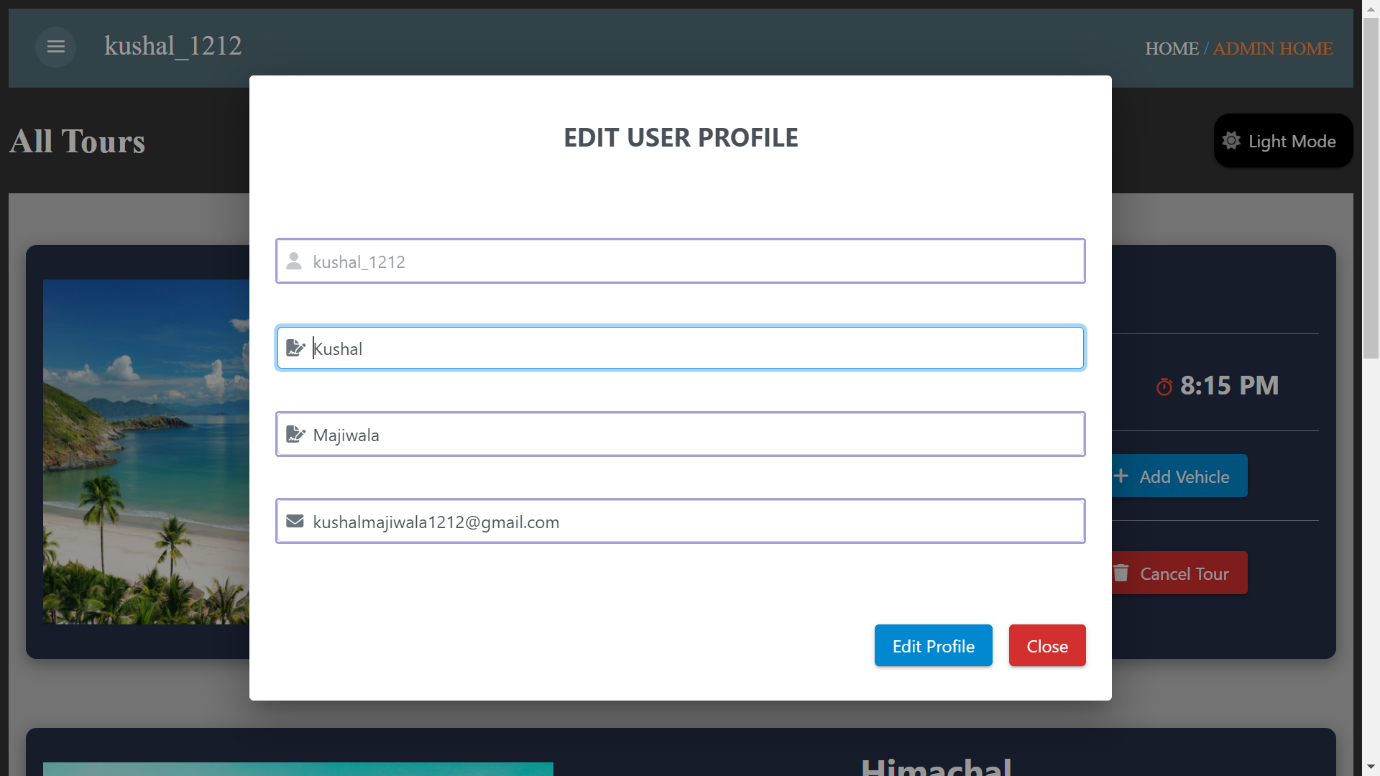 kushal_1212
HOME / ADMIN HOME
All Tours
Light Mode
EDIT USER PROFILE
kushal_1212
Kushal
8:15 PM
Majiwala
Add Vehicle
kushalmajiwala1212@gmail.com
Cancel Tour
Edit Profile
Close
Himachal